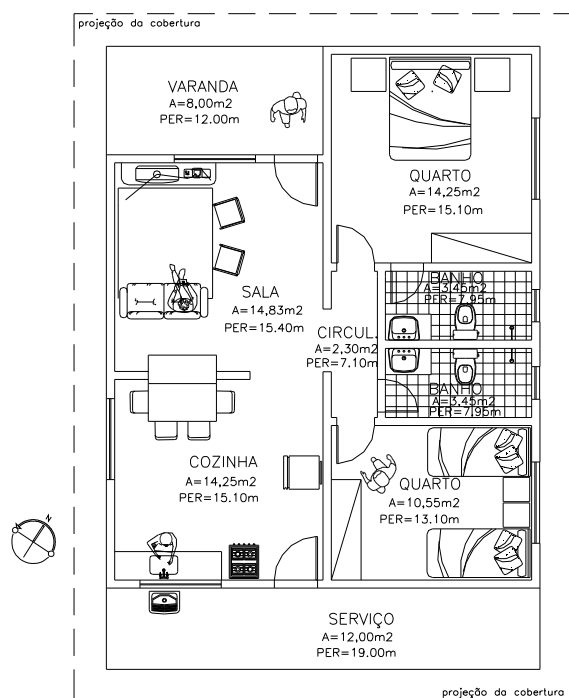 projeção da cobertura
VARANDA
A=8,00m2
PER=12.00m
QUARTO
A=14,25m2
PER=15.10m
SALA
A=14,83m2
PER=15.40m
BANHO
A=3.45m2
PER=7.95m
CIRCUL.
A=2,30m2
PER=7.10m
BANHO
A=3.45m2
PER=7.95m
COZINHA
A=14,25m2
PER=15.10m
QUARTO
A=10,55m2
PER=13.10m
N
SERVIÇO
A=12,00m2
PER=19.00m
projeção da cobertura